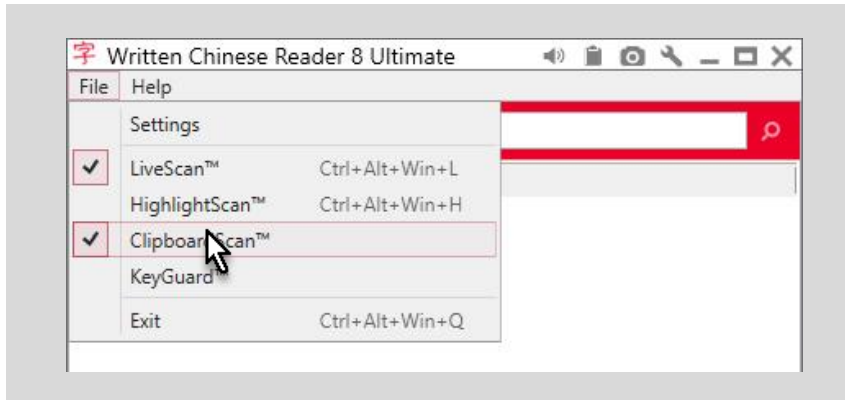 字 Written Chinese Reader 8 Ultimate
File Help
Settings
LiveScan™ Ctrl+Alt+Win+L
HighlightScan™ Ctrl+Alt+Win+H
ClipboardScan™
KeyGuard™
Exit Ctrl+Alt+Win+Q